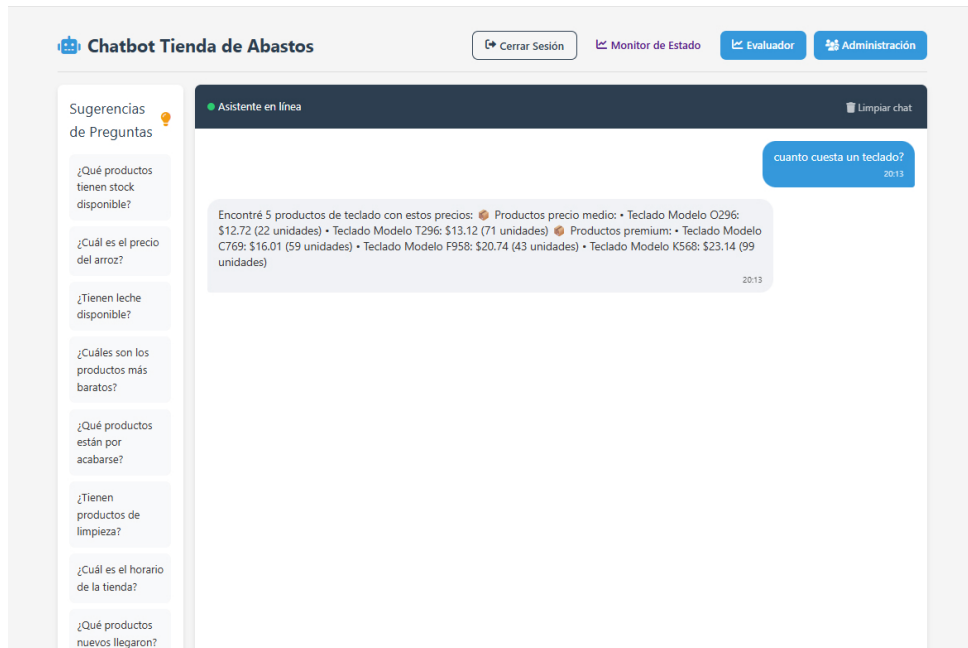 Chatbot Tienda de Abastos
Cerrar Sesión
Monitor de Estado
Evaluador
Administración
Sugerencias
de Preguntas
¿Qué productos
tienen stock
disponible?
¿Cuál es el precio
del arroz?
¿Tienen leche
disponible?
¿Cuáles son los
productos más
baratos?
¿Qué productos
están por
acabarse?
¿Tienen
productos de
limpieza?
¿Cuál es el horario
de la tienda?
¿Qué productos
nuevos llegaron?
Asistente en línea
Limpiar chat
cuanto cuesta un teclado?
20:13
Encontré 5 productos de teclado con estos precios: 📦 Productos precio medio: • Teclado Modelo O296:
$12.72 (22 unidades) • Teclado Modelo T296: $13.12 (71 unidades) 📦 Productos premium: • Teclado Modelo
C769: $16.01 (59 unidades) • Teclado Modelo F958: $20.74 (43 unidades) • Teclado Modelo K568: $23.14 (99
unidades)
20:13